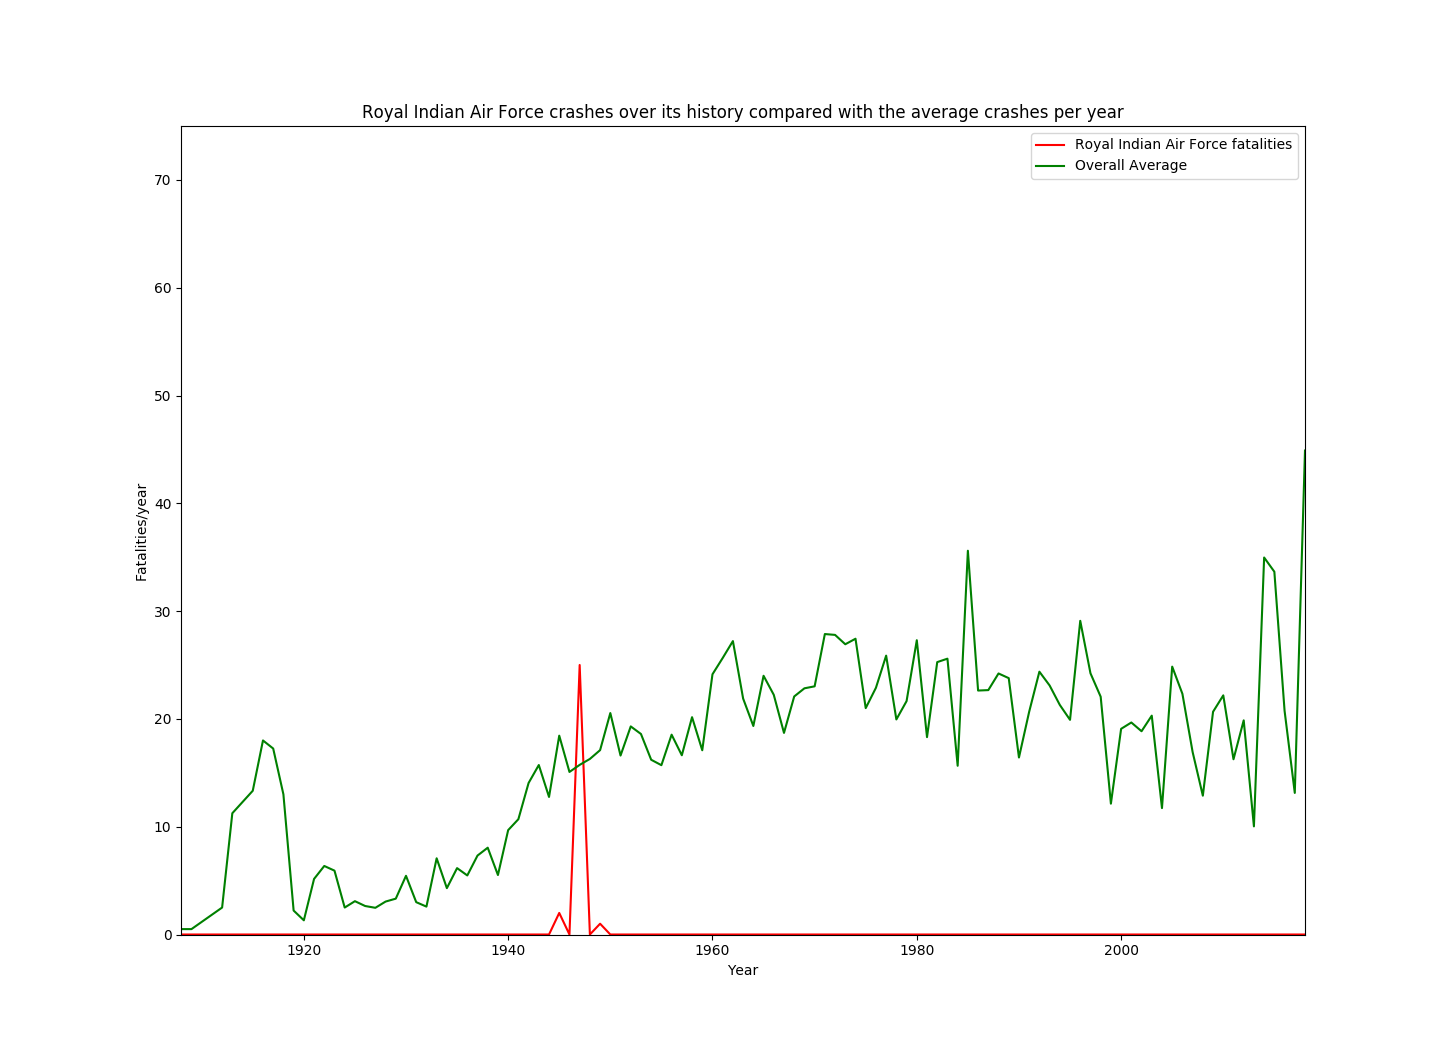 Royal Indian Air Force crashes over its history compared with the average crashes per year
Royal Indian Air Force fatalities
Overall Average
70
60
50
40
30
20
10
0
Fatalities/year
1920 1940 1960 1980 2000
Year